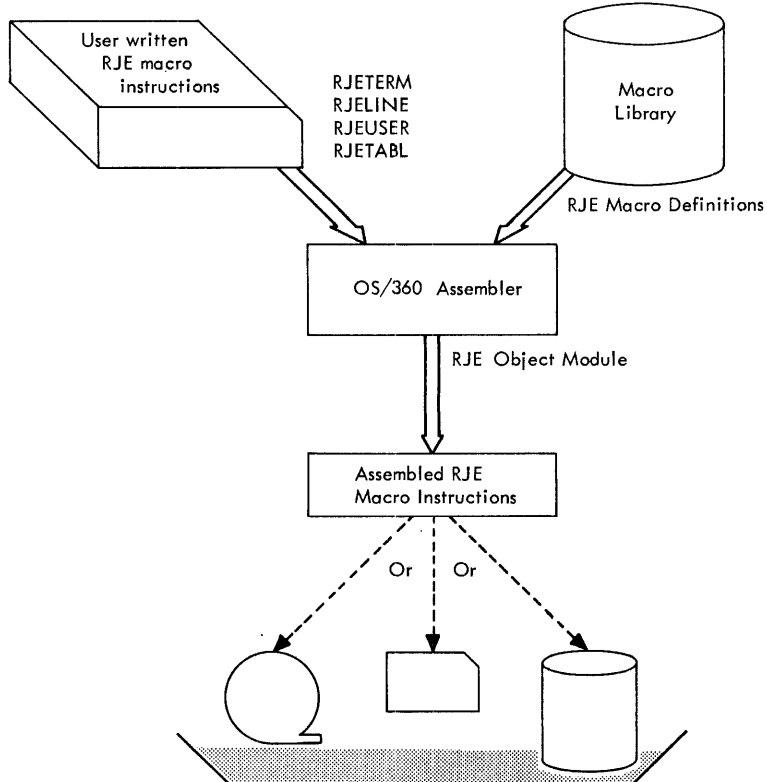 User written
RJE macro
instructions
RJETERM
RJELINE
RJEUSER
RJETABL
Macro
Library
RJE Macro Definitions
OS/360 Assembler
RJE Object Module
Assembled RJE
Macro Instructions
Or
Or